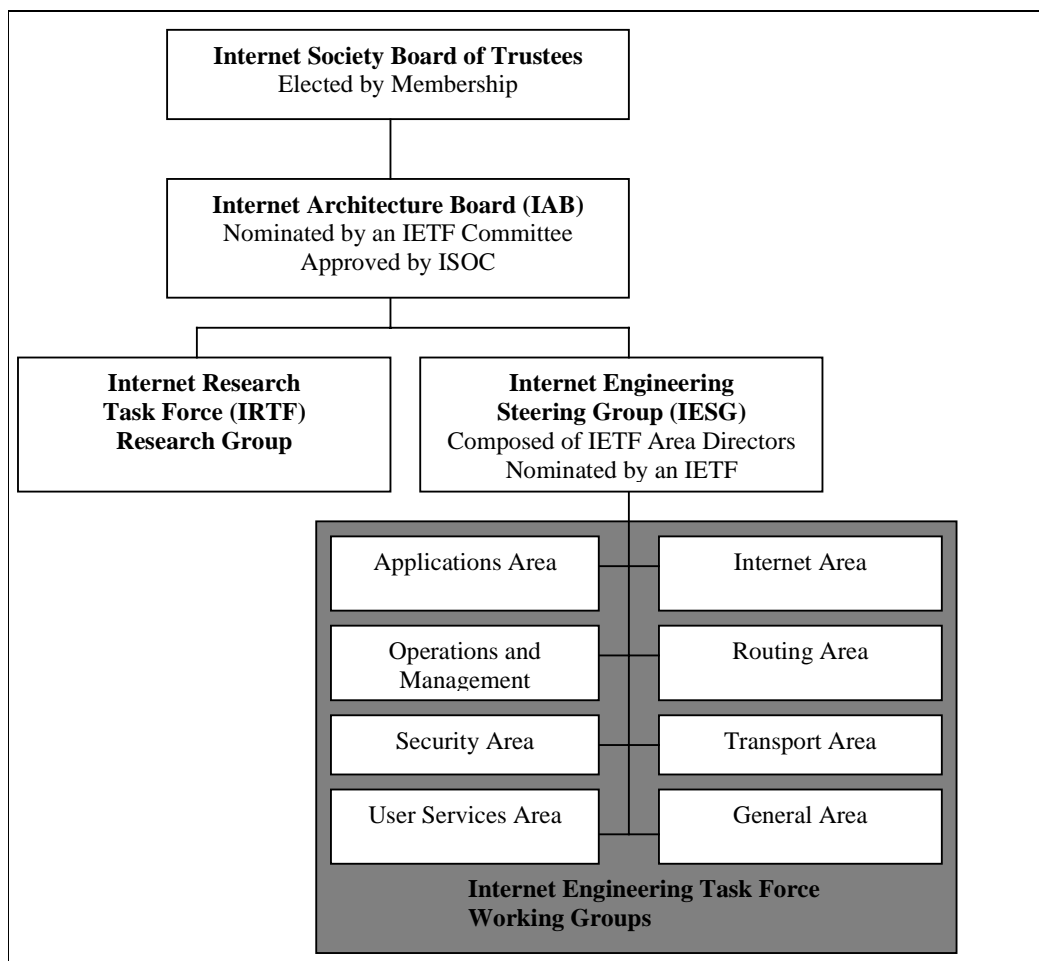 Internet Society Board of Trustees
Elected by Membership
Internet Architecture Board (IAB)
Nominated by an IETF Committee
Approved by ISOC
Internet Research
Task Force (IRTF)
Research Group
Internet Engineering
Steering Group (IESG)
Composed of IETF Area Directors
Nominated by an IETF
Applications Area
Internet Area
Operations and
Management
Routing Area
Security Area
Transport Area
User Services Area
General Area
Internet Engineering Task Force
Working Groups